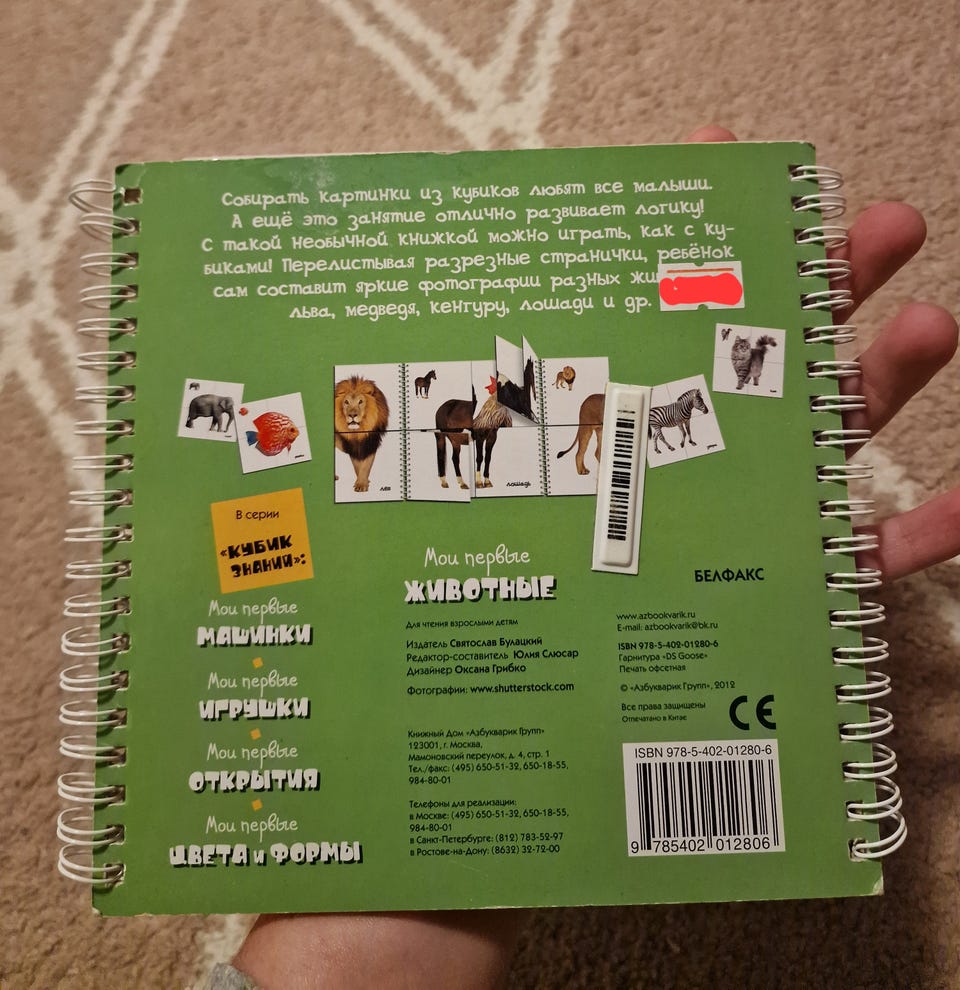 Собирать картинки из кубиков любят все малыши.
А ещё это занятие отлично развивает логику!
С такой необычной книжкой можно играть, как с ку-
биками! Перелистывая разрезные странички, ребёнок
сам составит яркие фотографии разных жи
льва, медведя, кенгуру, лошади и др.
лев
лошадь
В серии
«КУБИК
ЗНАНИЙ»:
Мои первые
МАШИНКИ
Мои первые
ИГРУШКИ
Мои первые
ОТКРЫТИЯ
Мои первые
ЦВЕТА и ФОРМЫ
Мои первые
ЖИВОТНЫЕ
Для чтения взрослыми детям
Издатель Святослав Булацкий
Редактор-составитель Юлия Слюсар
Дизайнер Оксана Грибко
Фотографии: www.shutterstock.com
Книжный Дом «Азбукварик Групп»
123001, г. Москва,
Мамоновский переулок, д. 4, стр. 1
Тел./факс: (495) 650-51-32, 650-18-55,
984-80-01
Телефоны для реализации:
в Москве: (495) 650-51-32, 650-18-55,
984-80-01
в Санкт-Петербурге: (812) 783-52-97
в Ростове-на-Дону: (8632) 32-72-00
БЕЛФАКС
www.azbookvarik.ru
E-mail: azbookvarik@bk.ru
ISBN 978-5-402-01280-6
Гарнитура «DS Goose»
Печать офсетная
© «Азбукварик Групп», 2012
Все права защищены
Отпечатано в Китае
CE
ISBN 978-5-402-01280-6
9 785402 012806